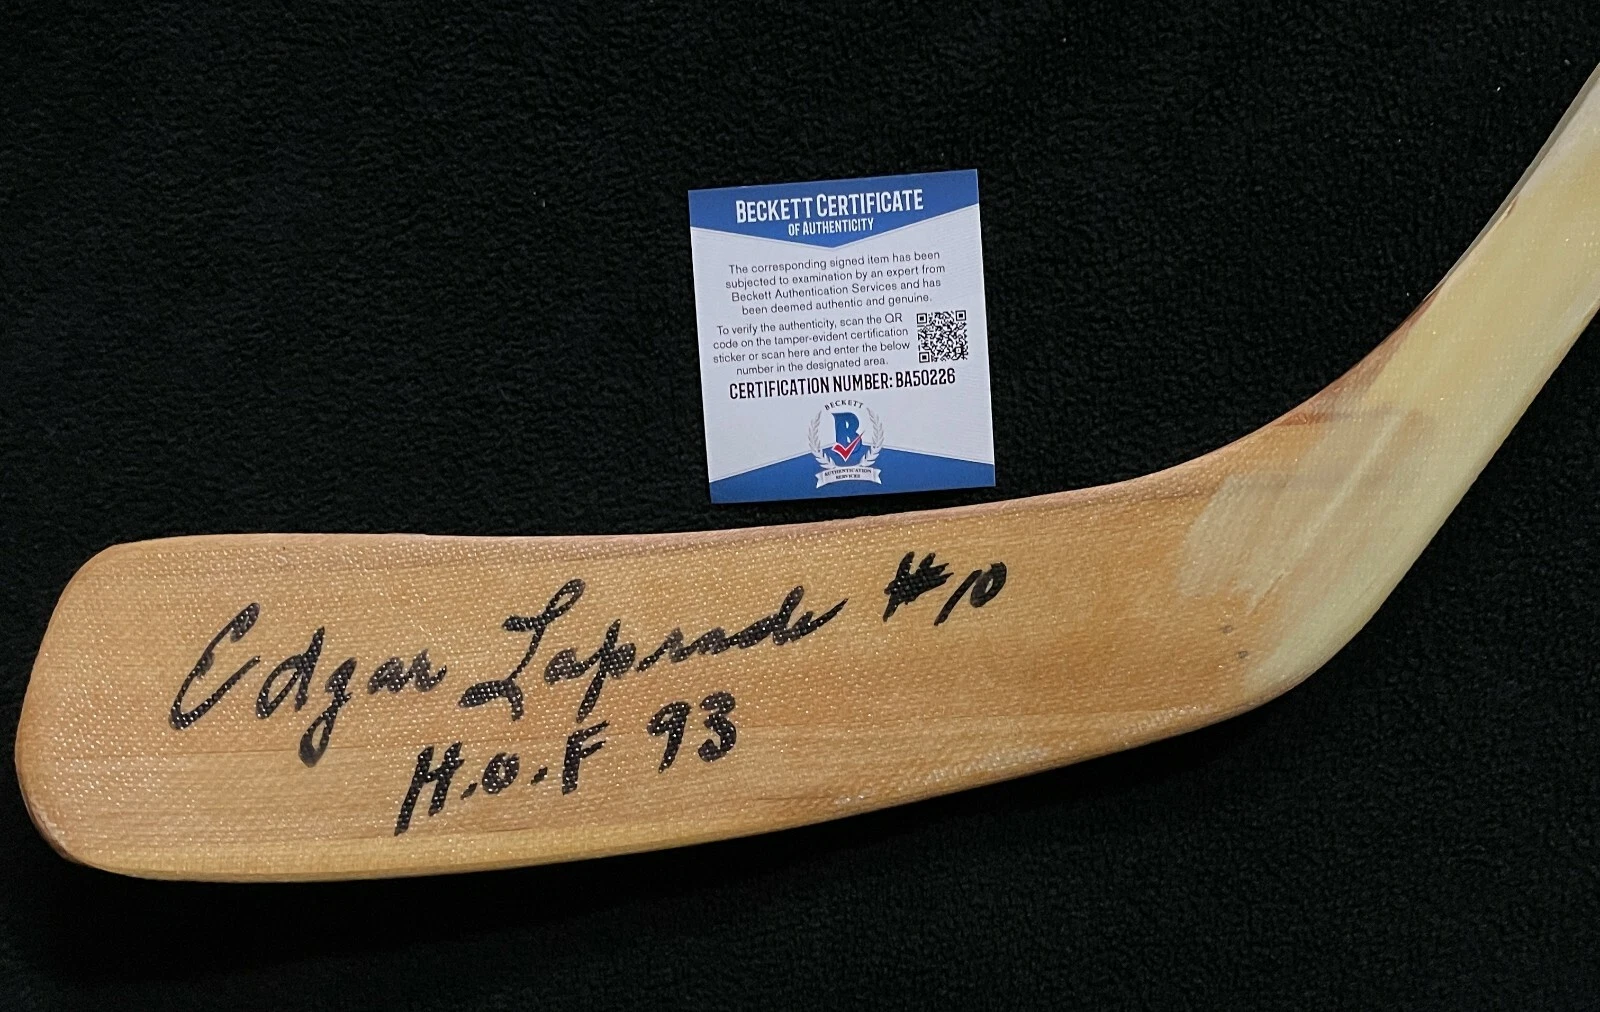 BECKETT CERTIFICATE
OF AUTHENTICITY
The corresponding signed item has been
subjected to examination by an expert from
Beckett Authentication Services and has
been deemed authentic and genuine.
To verify the authenticity, scan the QR
code on the tamper-evident certification
sticker or scan here and enter the below
number in the designated area.
CERTIFICATION NUMBER: BA50226
BECKETT
B
AUTHENTICATION
SERVICES
Edgar Laprade #10
H.O.F 93